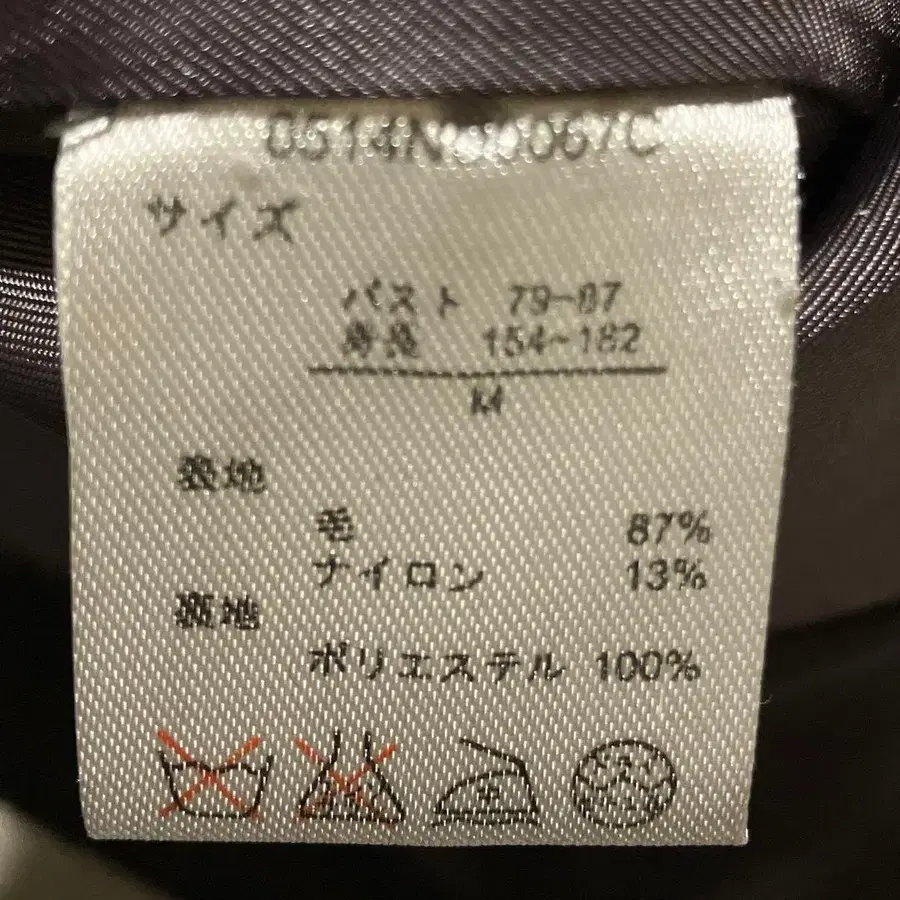 サイズ
バスト 79-87
身長 154~162
M
表地
毛 87%
ナイロン 13%
裏地
ポリエステル 100%
中